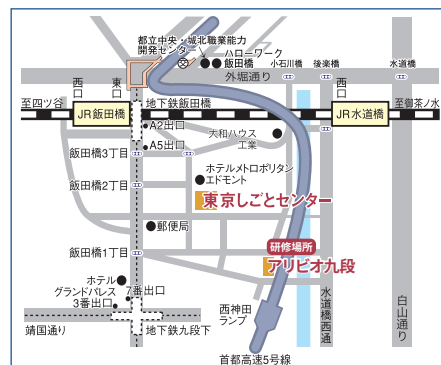 都立中央・城北職業能力
開発センター
ハローワーク
飯田橋
小石川橋
後楽橋
水道橋
外堀通り
西口
東口
西口
至四ツ谷
JR飯田橋
地下鉄飯田橋
JR水道橋
至御茶ノ水
A2出口
大和ハウス
工業
A5出口
飯田橋3丁目
ホテルメトロポリタン
エドモント
飯田橋2丁目
東京しごとセンター
郵便局
研修場所
飯田橋1丁目
アリビオ九段
ホテル
グランドパレス
7番出口
3番出口
西神田
ランプ
水道橋西通
白山通り
靖国通り
地下鉄九段下
首都高速5号線